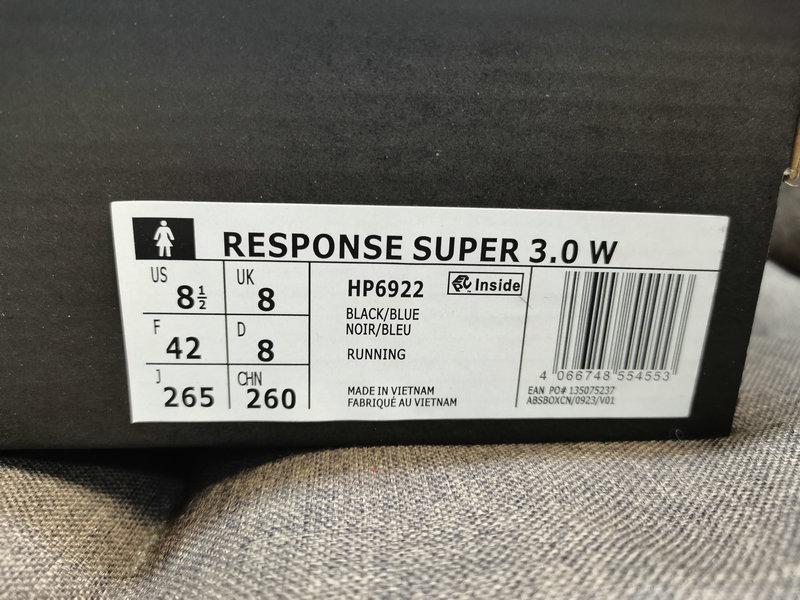 RESPONSE SUPER 3.0 W
US 8½ UK 8
F 42 D 8
J 265 CHN 260
HP6922
Inside
BLACK/BLUE
NOIR/BLEU
RUNNING
MADE IN VIETNAM
FABRIQUÉ AU VIETNAM
4 066748 554553
EAN PO# 135075237
ABSBOXCN/0923/V01